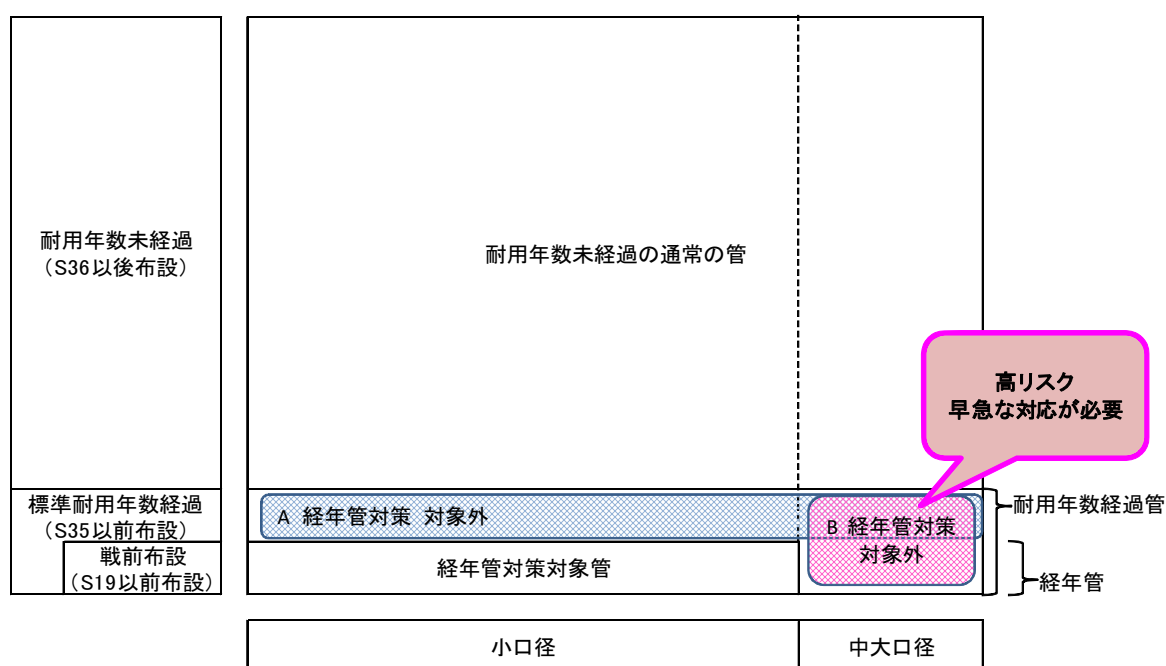 耐用年数未経過
（S36以後布設）
耐用年数未経過の通常の管
高リスク
早急な対応が必要
標準耐用年数経過
（S35以前布設）
A 経年管対策 対象外
B 経年管対策
対象外
耐用年数経過管
戦前布設
（S19以前布設）
経年管対策対象管
経年管
小口径
中大口径